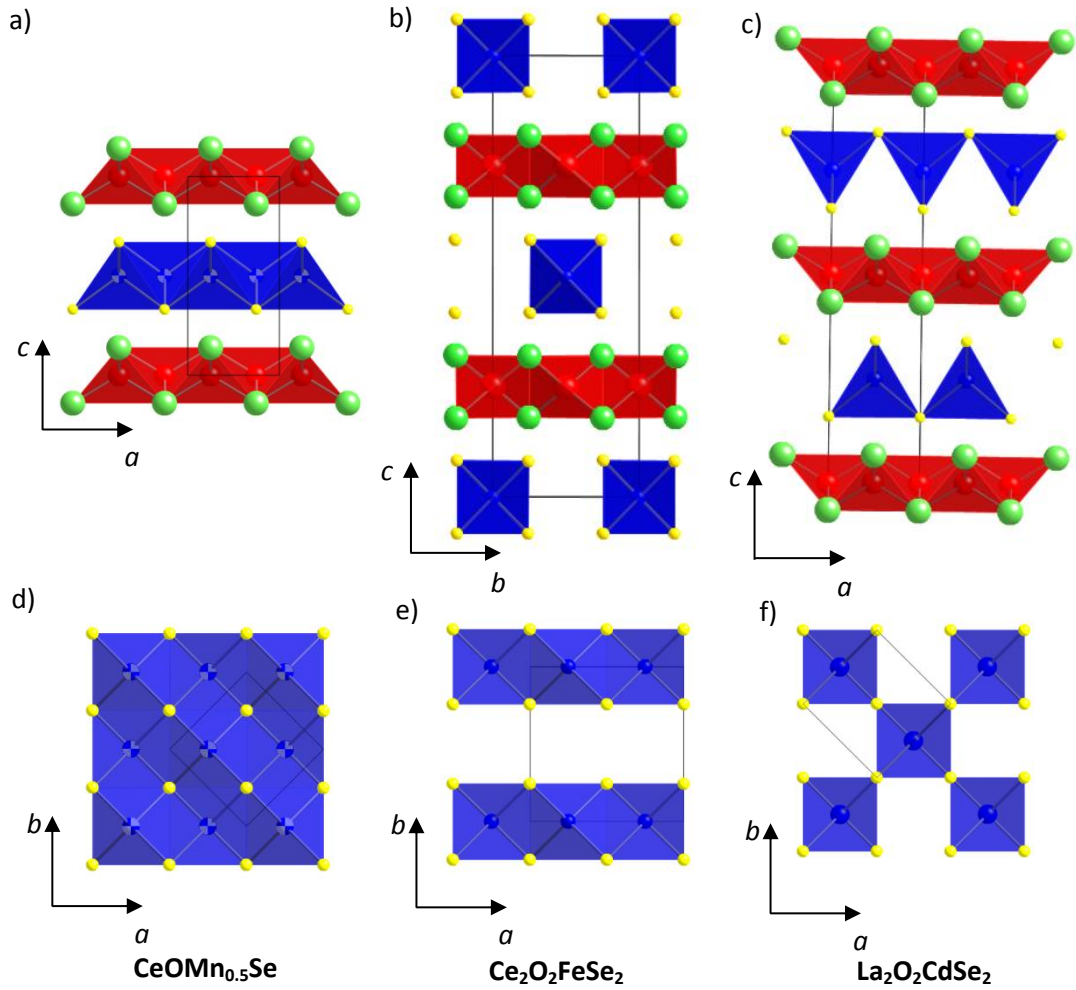 a)
b)
c)
c
a
c
b
c
a
d)
e)
f)
b
a
b
a
b
a
CeOMn₀.₅Se
Ce₂O₂FeSe₂
La₂O₂CdSe₂